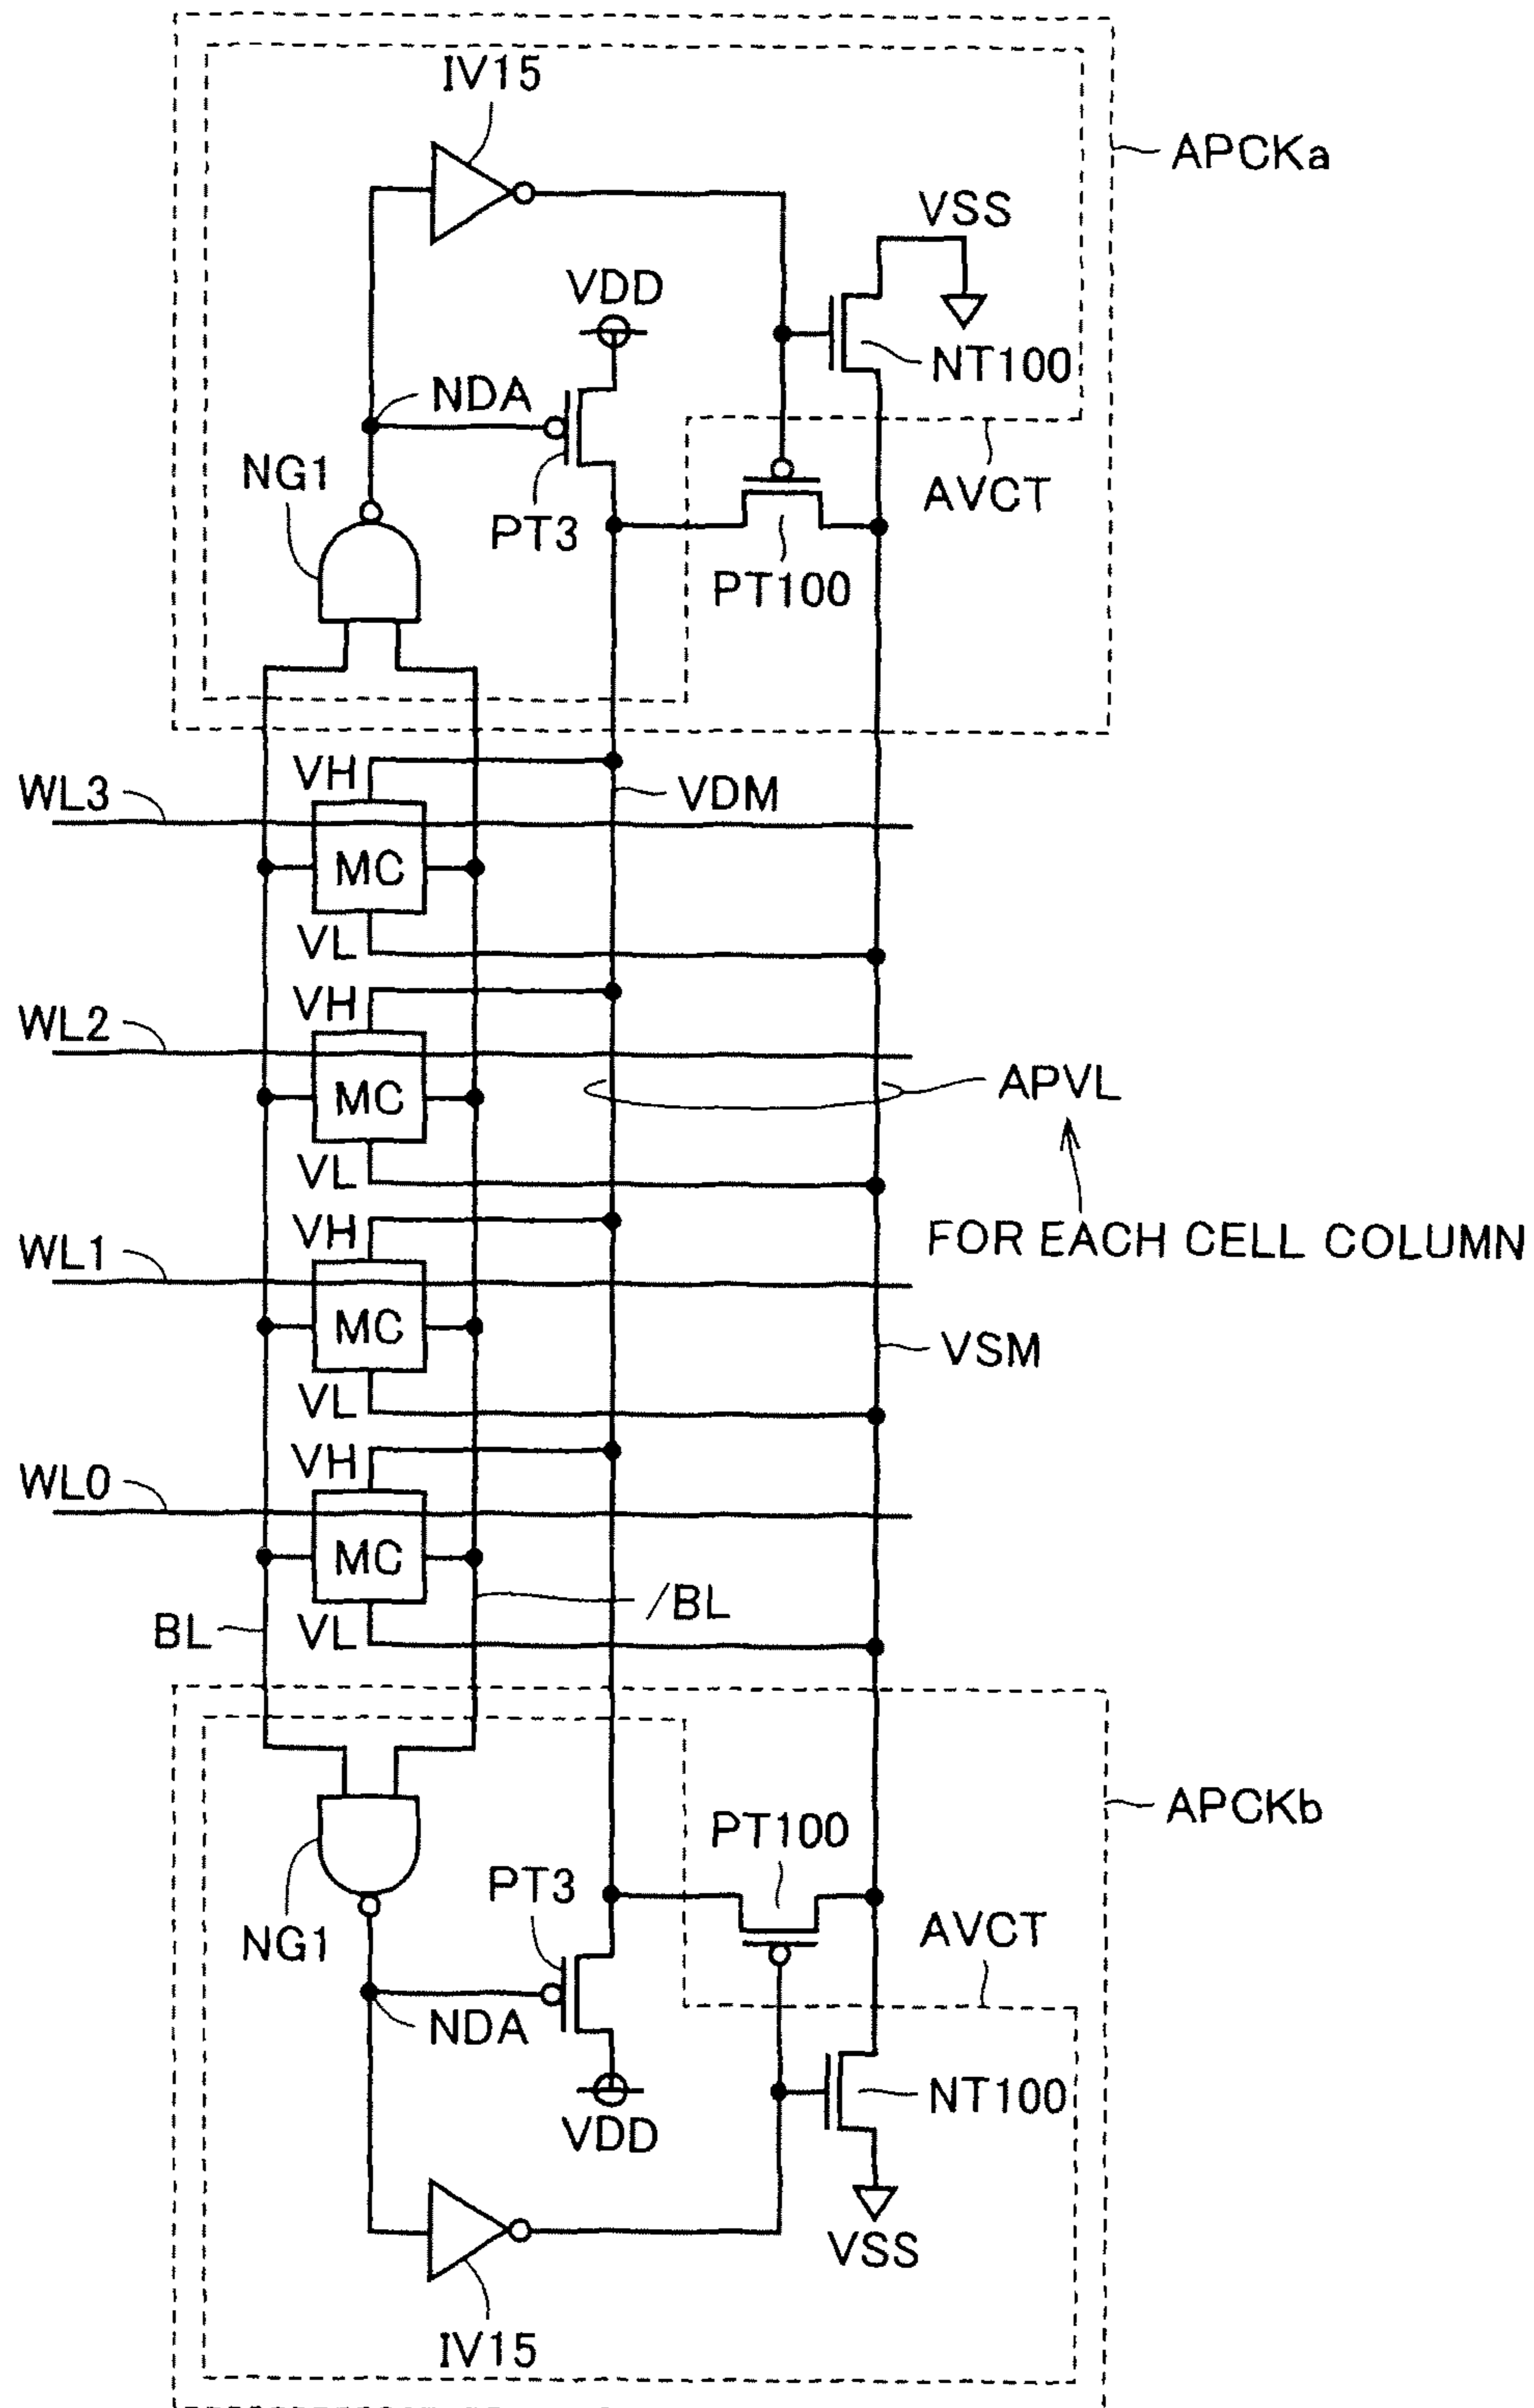 IV15
APCKa
VSS
VDD
NT100
NDA
NG1
AVCT
PT3
PT100
VH
WL3
VDM
MC
VL
VH
WL2
MC
APVL
VL
VH
FOR EACH CELL COLUMN
WL1
MC
VSM
VL
VH
WL0
MC
/BL
BL
VL
APCKb
PT100
PT3
AVCT
NG1
NDA
NT100
VDD
VSS
IV15